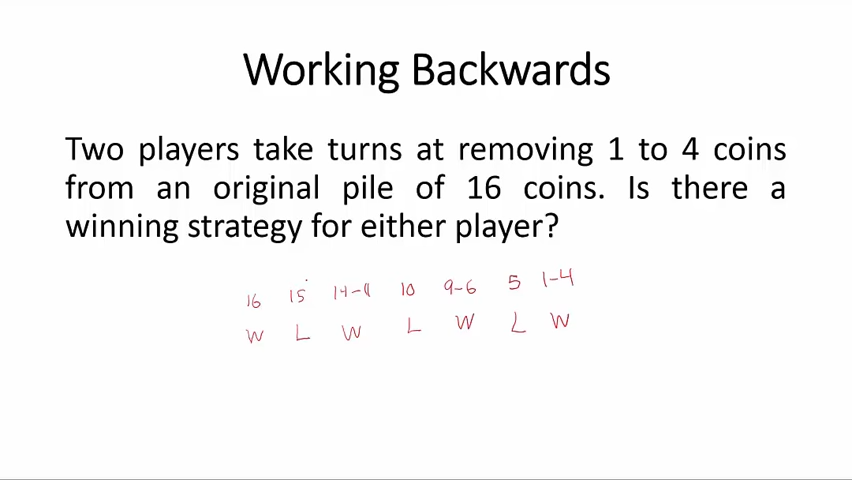 Working Backwards
Two players take turns at removing 1 to 4 coins
from an original pile of 16 coins. Is there a
winning strategy for either player?
16 15 14-11 10 9-6 5 1-4
W L W L W L W